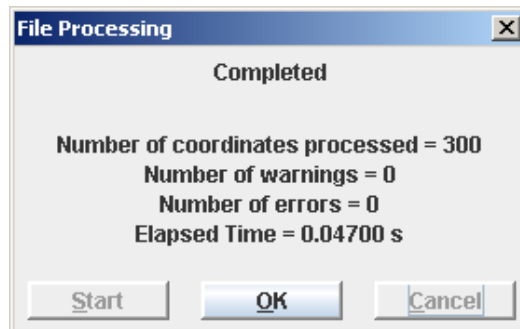 File Processing
Completed
Number of coordinates processed = 300
Number of warnings = 0
Number of errors = 0
Elapsed Time = 0.04700 s
Start OK Cancel